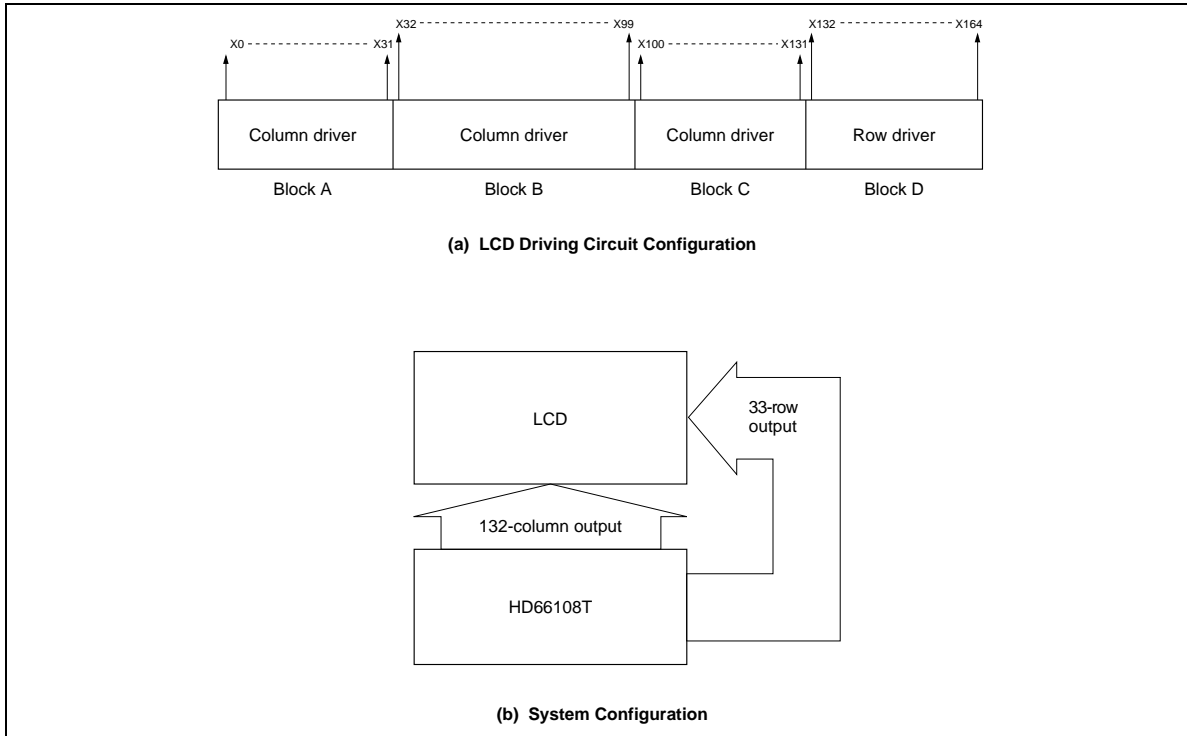 X32 X99 X132 X164
X0 X31 X100 X131
Column driver Column driver Column driver Row driver
Block A Block B Block C Block D
(a) LCD Driving Circuit Configuration
LCD
33-row
output
132-column output
HD66108T
(b) System Configuration